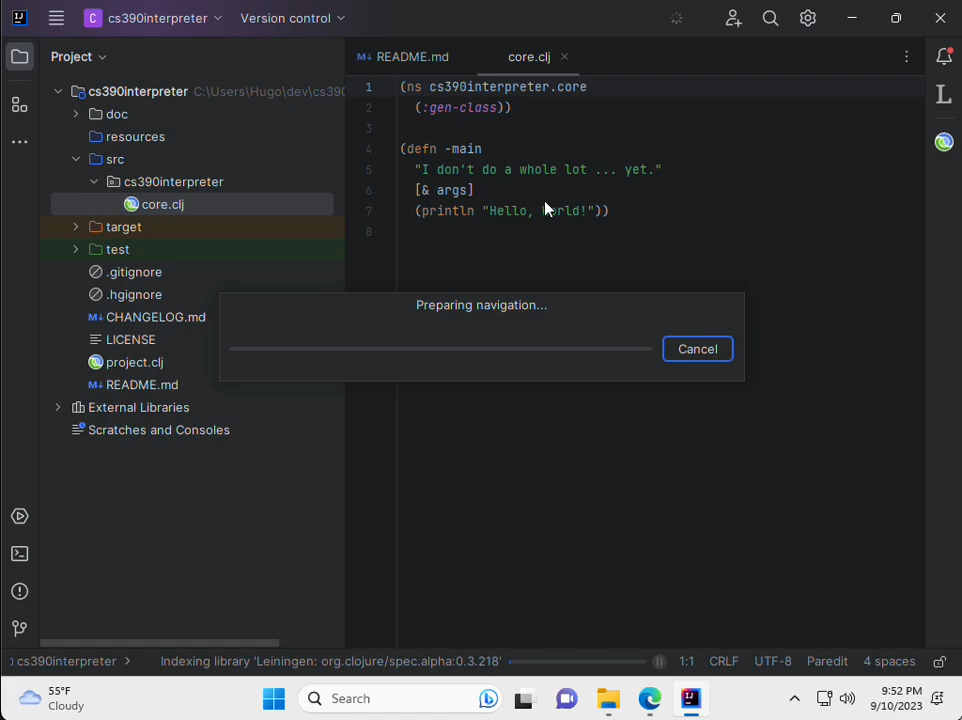 C cs390interpreter Version control
Project
M↓ README.md core.clj
cs390interpreter C:\Users\Hugo\dev\cs390
doc
resources
src
cs390interpreter
core.clj
target
test
.gitignore
.hgignore
M↓ CHANGELOG.md
LICENSE
project.clj
M↓ README.md
External Libraries
Scratches and Consoles
1 (ns cs390interpreter.core
2 (:gen-class))
3
4 (defn -main
5 "I don't do a whole lot ... yet."
6 [& args]
7 (println "Hello, World!"))
8
L
Preparing navigation...
Cancel
cs390interpreter > Indexing library 'Leiningen: org.clojure/spec.alpha:0.3.218' 1:1 CRLF UTF-8 Paredit 4 spaces
55°F
Cloudy
Search
9:52 PM
9/10/2023